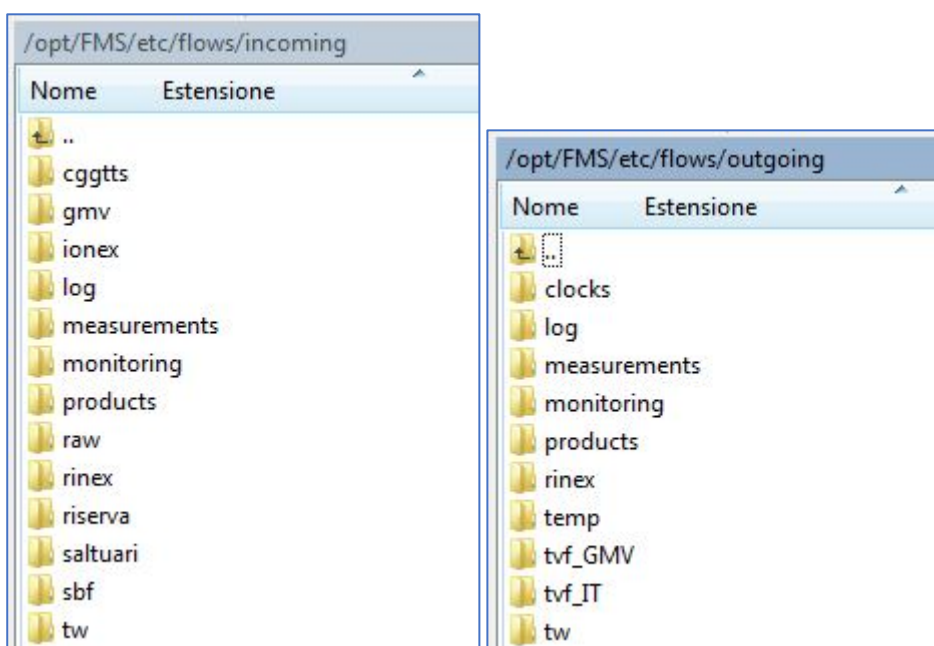 /opt/FMS/etc/flows/incoming
Nome Estensione
..
cggtts
gmv
ionex
log
measurements
monitoring
products
raw
rinex
riserva
saltuari
sbf
tw
/opt/FMS/etc/flows/outgoing
Nome Estensione
..
clocks
log
measurements
monitoring
products
rinex
temp
tvf_GMV
tvf_IT
tw